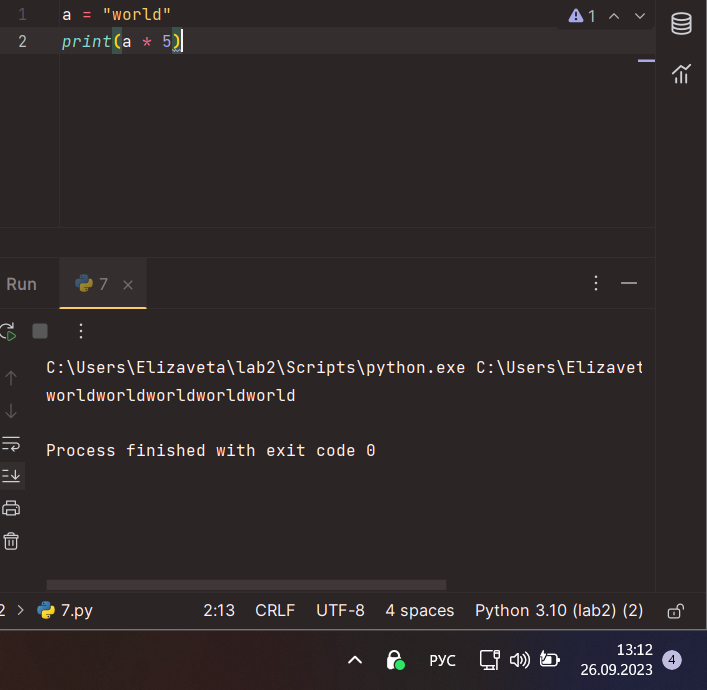 1 a = "world"
2 print(a * 5)
1
Run 7
C:\Users\Elizaveta\lab2\Scripts\python.exe C:\Users\Elizavet
worldworldworldworldworld
Process finished with exit code 0
2 > 7.py 2:13 CRLF UTF-8 4 spaces Python 3.10 (lab2) (2)
РУС 13:12
26.09.2023 4